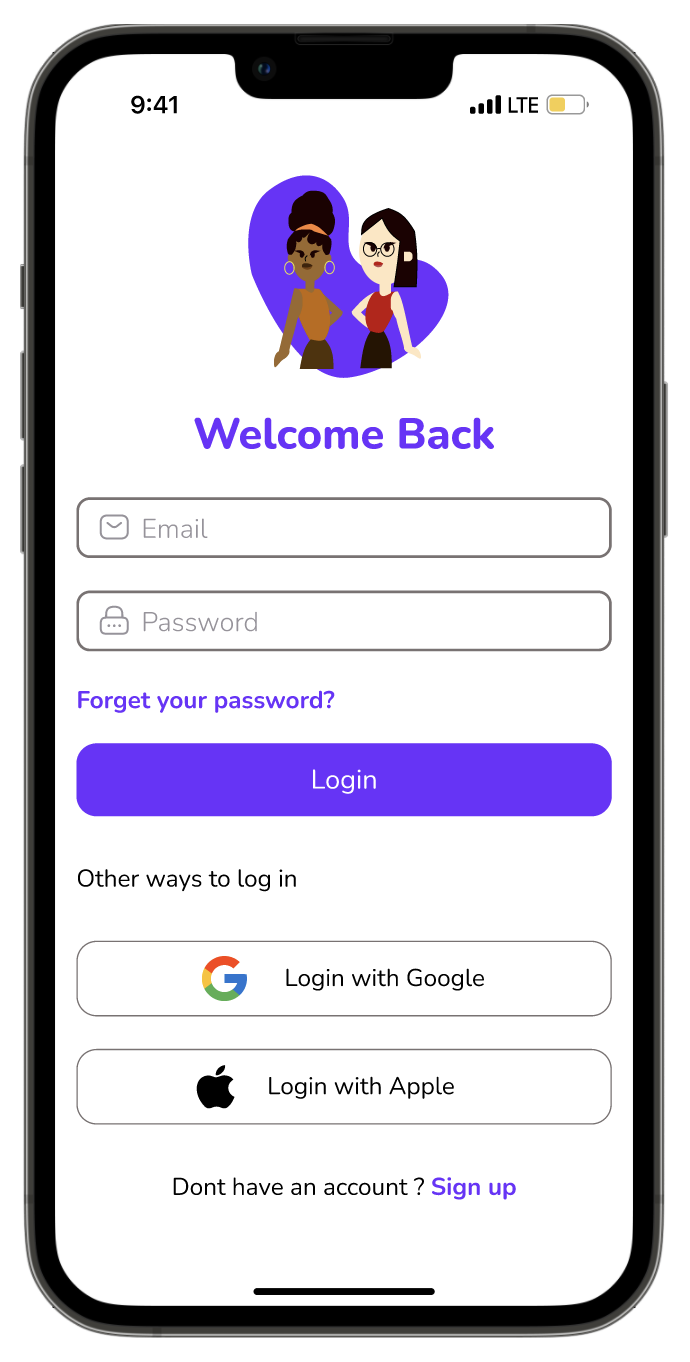 9:41 LTE
Welcome Back
Email
Password
Forget your password?
Login
Other ways to log in
Login with Google
Login with Apple
Dont have an account ? Sign up